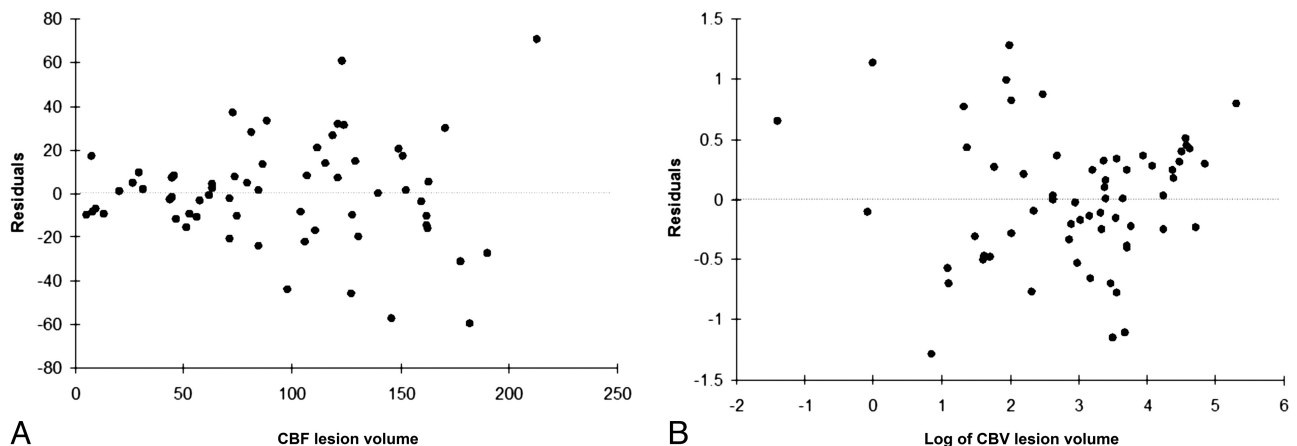 80
60
40
20
0
-20
-40
-60
-80
0 50 100 150 200 250
Residuals
CBF lesion volume
A
1.5
1
0.5
0
-0.5
-1
-1.5
-2 -1 0 1 2 3 4 5 6
Residuals
Log of CBV lesion volume
B